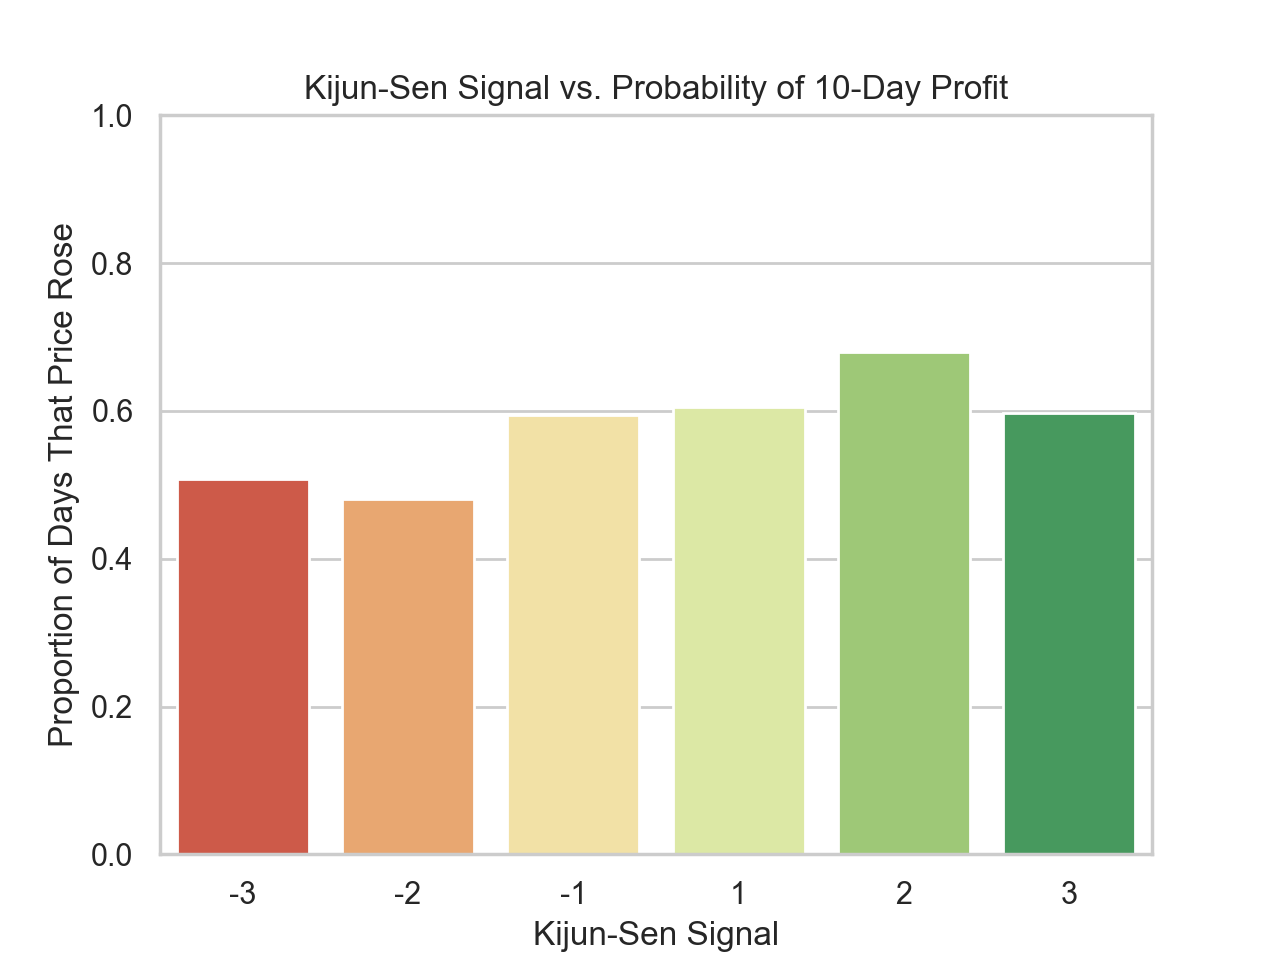 Kijun-Sen Signal vs. Probability of 10-Day Profit
Proportion of Days That Price Rose
1.0
0.8
0.6
0.4
0.2
0.0
-3 -2 -1 1 2 3
Kijun-Sen Signal